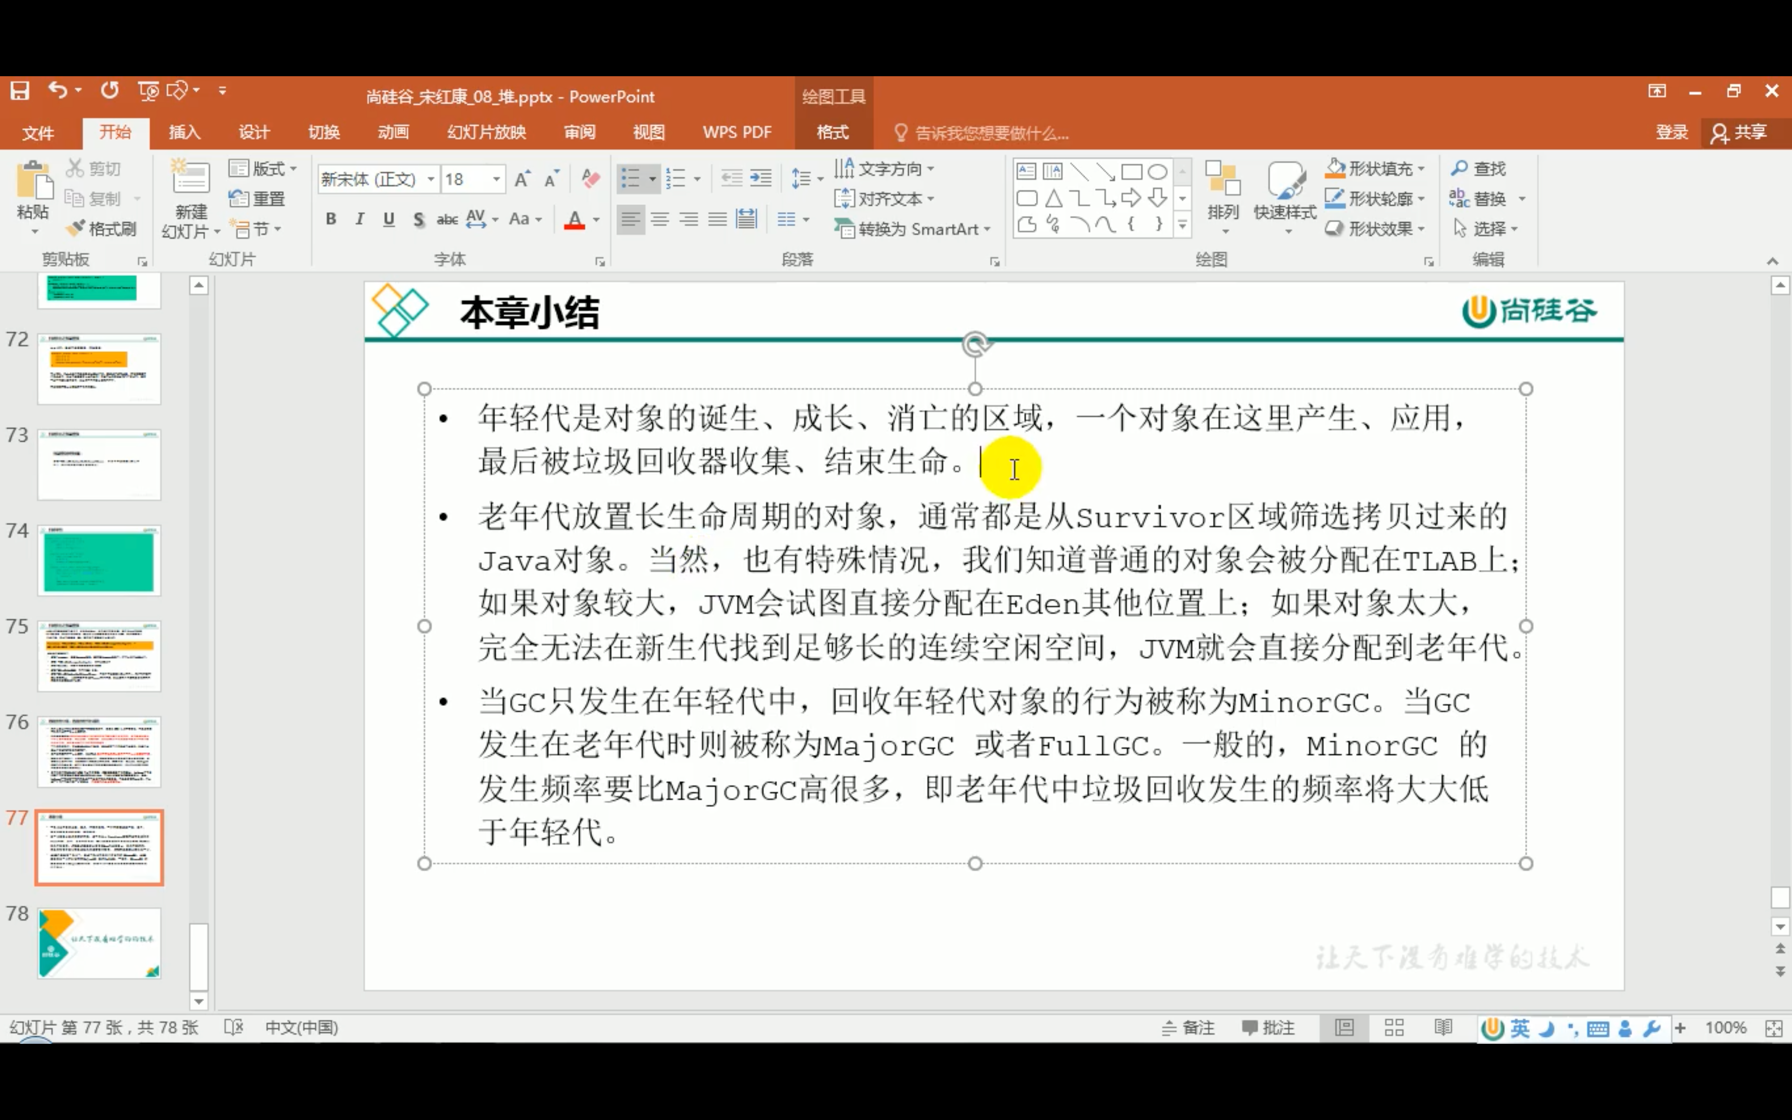 尚硅谷_宋红康_08_堆.pptx - PowerPoint
绘图工具
文件 开始 插入 设计 切换 动画 幻灯片放映 审阅 视图 WPS PDF 格式 告诉我您想要做什么... 登录 共享
粘贴 剪切 复制 格式刷
新建幻灯片 版式 重置 节
新宋体 (正文) 18
B I U S abc AV Aa A
文字方向 对齐文本 转换为 SmartArt
排列 快速样式 形状填充 形状轮廓 形状效果
查找 替换 选择
剪贴板 幻灯片 字体 段落 绘图 编辑
72
73
74
75
76
77
78
本章小结
尚硅谷
• 年轻代是对象的诞生、成长、消亡的区域，一个对象在这里产生、应用，
最后被垃圾回收器收集、结束生命。
• 老年代放置长生命周期的对象，通常都是从Survivor区域筛选拷贝过来的
Java对象。当然，也有特殊情况，我们知道普通的对象会被分配在TLAB上；
如果对象较大，JVM会试图直接分配在Eden其他位置上；如果对象太大，
完全无法在新生代找到足够长的连续空闲空间，JVM就会直接分配到老年代。
• 当GC只发生在年轻代中，回收年轻代对象的行为被称为MinorGC。当GC
发生在老年代时则被称为MajorGC 或者FullGC。一般的，MinorGC 的
发生频率要比MajorGC高很多，即老年代中垃圾回收发生的频率将大大低
于年轻代。
让天下没有难学的技术
幻灯片 第 77 张，共 78 张 中文(中国) 备注 批注 英 100%